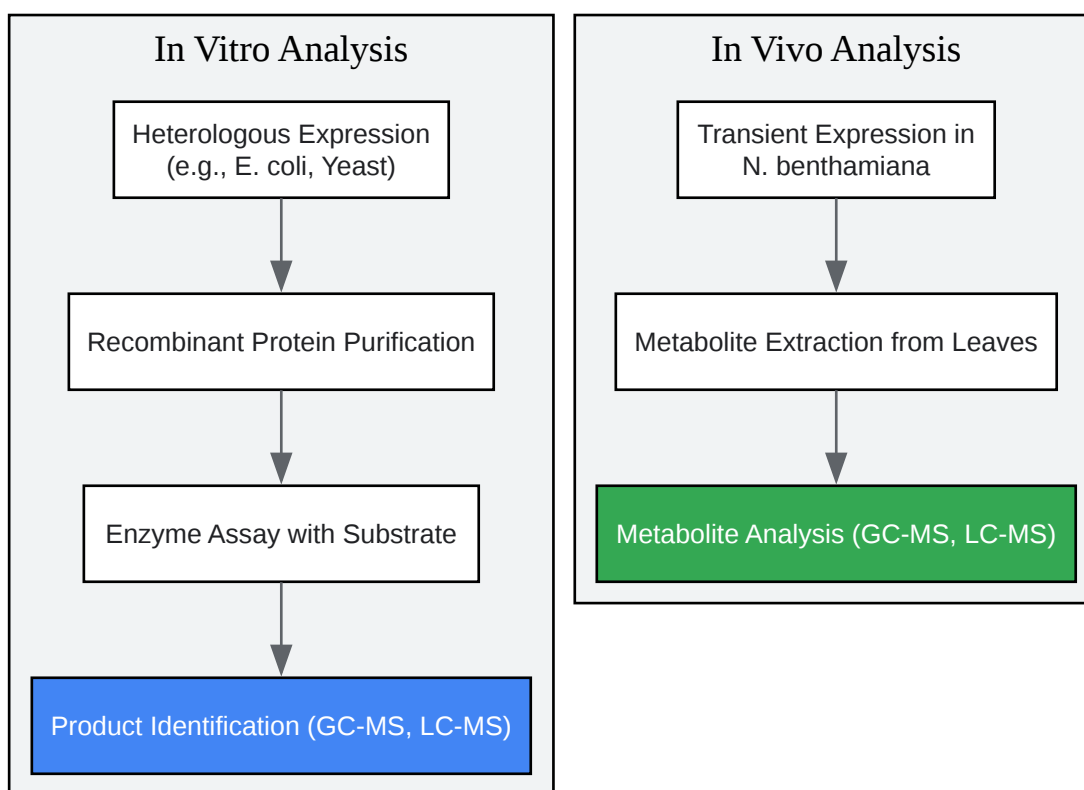 In Vitro Analysis
Heterologous Expression
(e.g., E. coli, Yeast)
Recombinant Protein Purification
Enzyme Assay with Substrate
Product Identification (GC-MS, LC-MS)
In Vivo Analysis
Transient Expression in
N. benthamiana
Metabolite Extraction from Leaves
Metabolite Analysis (GC-MS, LC-MS)